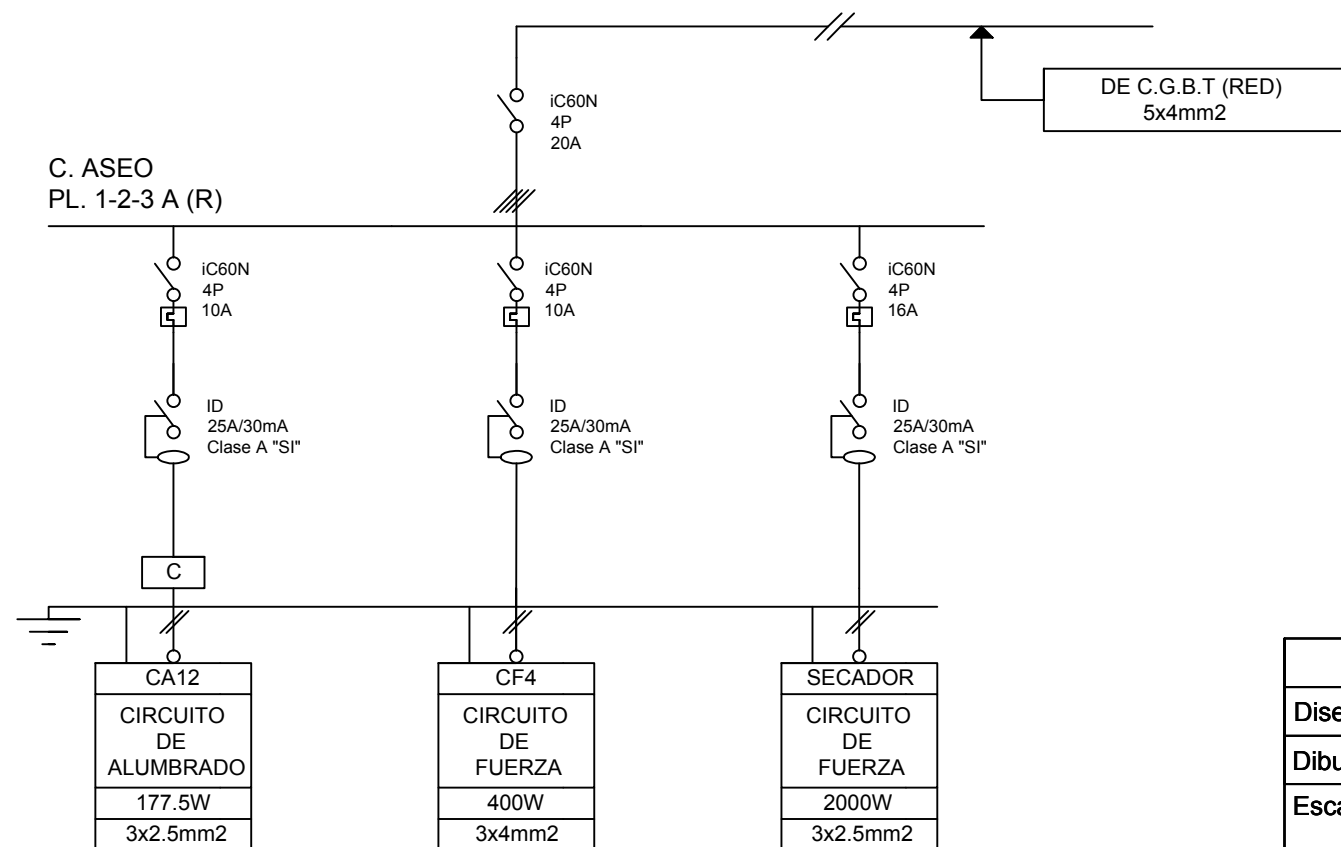 DE C.G.B.T (RED)
5x4mm2
iC60N
4P
20A
C. ASEO
PL. 1-2-3 A (R)
iC60N
4P
10A
iC60N
4P
10A
iC60N
4P
16A
ID
25A/30mA
Clase A "SI"
ID
25A/30mA
Clase A "SI"
ID
25A/30mA
Clase A "SI"
C
CA12
CIRCUITO
DE
ALUMBRADO
177.5W
3x2.5mm2
CF4
CIRCUITO
DE
FUERZA
400W
3x4mm2
SECADOR
CIRCUITO
DE
FUERZA
2000W
3x2.5mm2